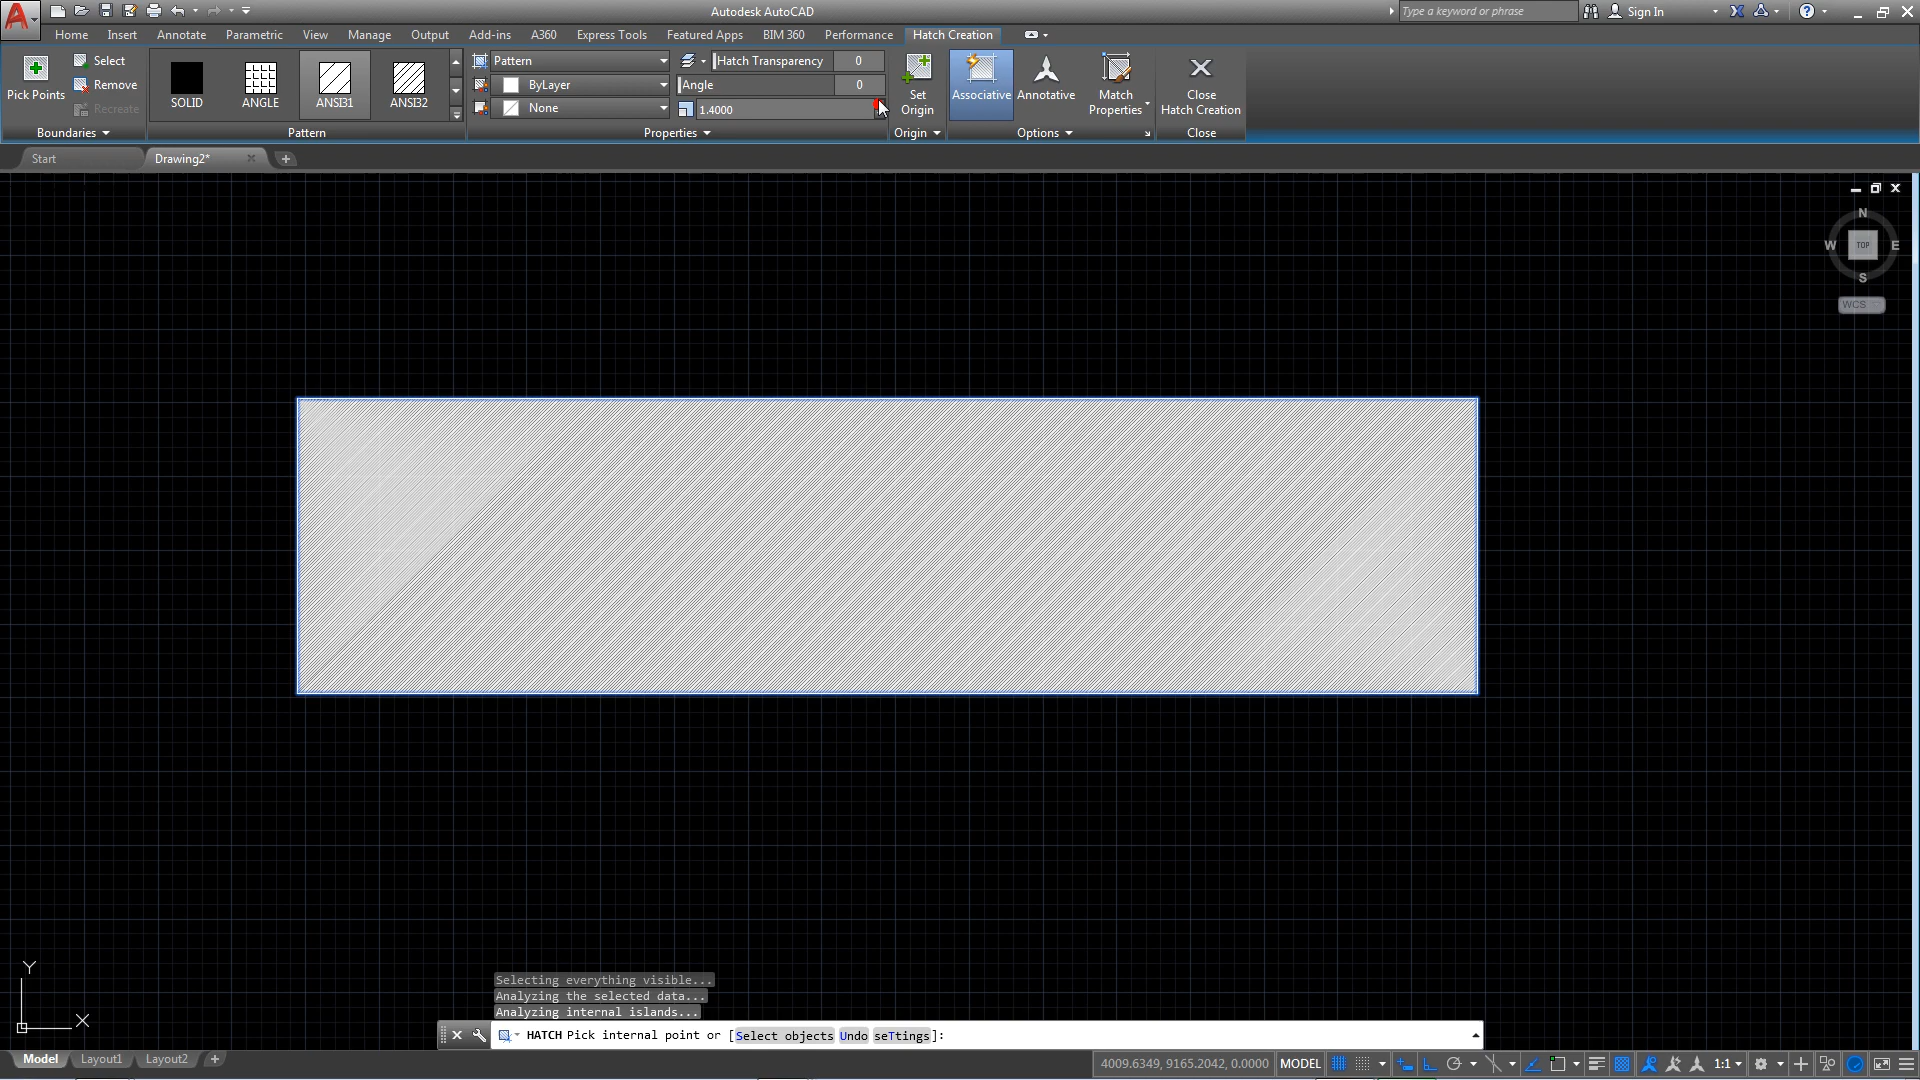 Autodesk AutoCAD
Type a keyword or phrase
Sign In
Home Insert Annotate Parametric View Manage Output Add-ins A360 Express Tools Featured Apps BIM 360 Performance Hatch Creation
Pick Points
Select
Remove
Recreate
Boundaries
SOLID
ANGLE
ANSI31
ANSI32
Pattern
Pattern
ByLayer
None
Hatch Transparency 0
Angle 0
1.4000
Properties
Set
Origin
Origin
Associative
Annotative
Match
Properties
Options
Close
Hatch Creation
Close
Start
Drawing2*
N
W TOP E
S
WCS
Y
X
Selecting everything visible...
Analyzing the selected data...
Analyzing internal islands...
HATCH Pick internal point or [Select objects Undo seTtings]:
Model Layout1 Layout2
4009.6349, 9165.2042, 0.0000 MODEL 1:1